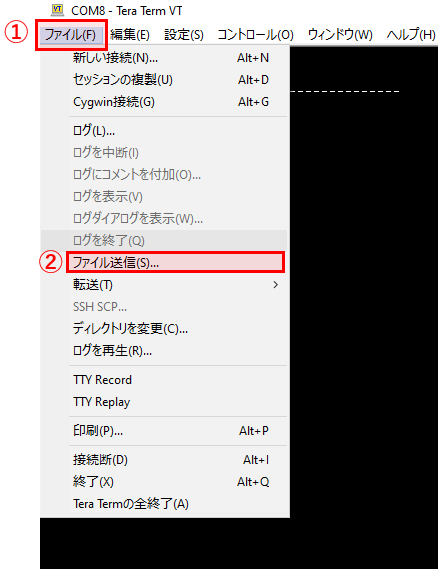 COM8 - Tera Term VT
① ファイル(F) 編集(E) 設定(S) コントロール(O) ウィンドウ(W) ヘルプ(H)
新しい接続(N)... Alt+N
セッションの複製(U) Alt+D
Cygwin接続(G) Alt+G
ログ(L)...
ログを中断(I)
ログにコメントを付加(O)...
ログを表示(V)
ログダイアログを表示(W)...
ログを終了(Q)
② ファイル送信(S)...
転送(T)
SSH SCP...
ディレクトリを変更(C)...
ログを再生(R)...
TTY Record
TTY Replay
印刷(P)... Alt+P
接続断(D) Alt+I
終了(X) Alt+Q
Tera Termの全終了(A)